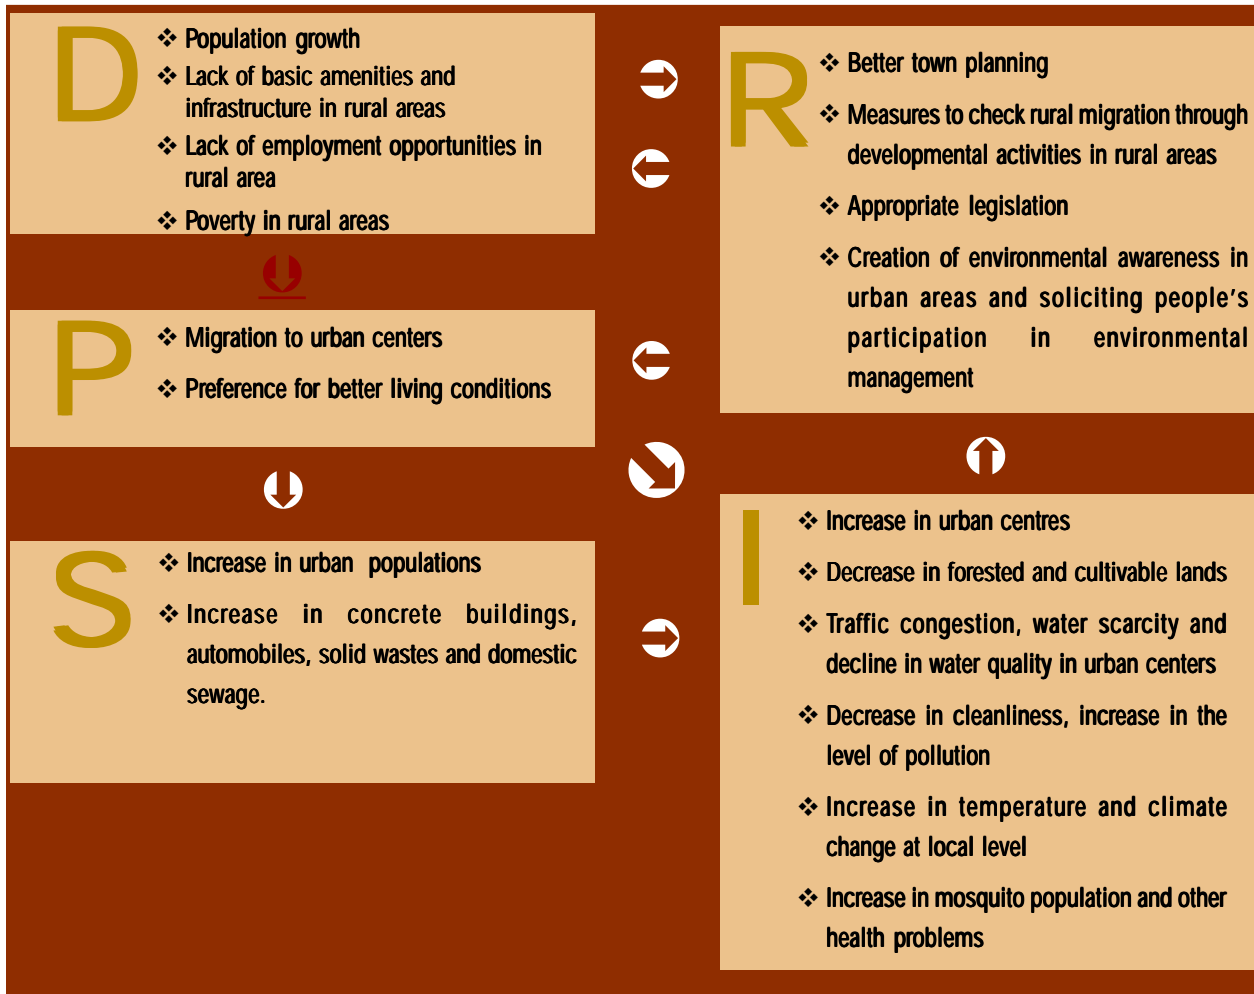 D
❖ Population growth
❖ Lack of basic amenities and
infrastructure in rural areas
❖ Lack of employment opportunities in
rural area
❖ Poverty in rural areas
P
❖ Migration to urban centers
❖ Preference for better living conditions
S
❖ Increase in urban populations
❖ Increase in concrete buildings,
automobiles, solid wastes and domestic
sewage.
R
❖ Better town planning
❖ Measures to check rural migration through
developmental activities in rural areas
❖ Appropriate legislation
❖ Creation of environmental awareness in
urban areas and soliciting people's
participation in environmental
management
I
❖ Increase in urban centres
❖ Decrease in forested and cultivable lands
❖ Traffic congestion, water scarcity and
decline in water quality in urban centers
❖ Decrease in cleanliness, increase in the
level of pollution
❖ Increase in temperature and climate
change at local level
❖ Increase in mosquito population and other
health problems